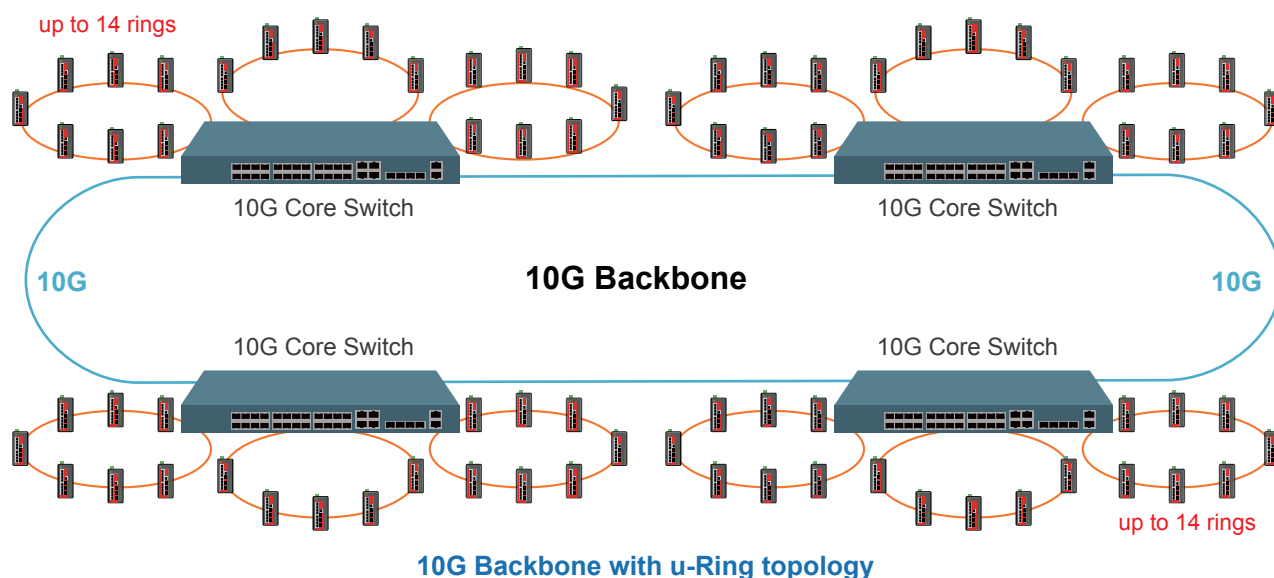 up to 14 rings
10G Core Switch
10G Core Switch
10G
10G Backbone
10G
10G Core Switch
10G Core Switch
up to 14 rings
10G Backbone with u-Ring topology